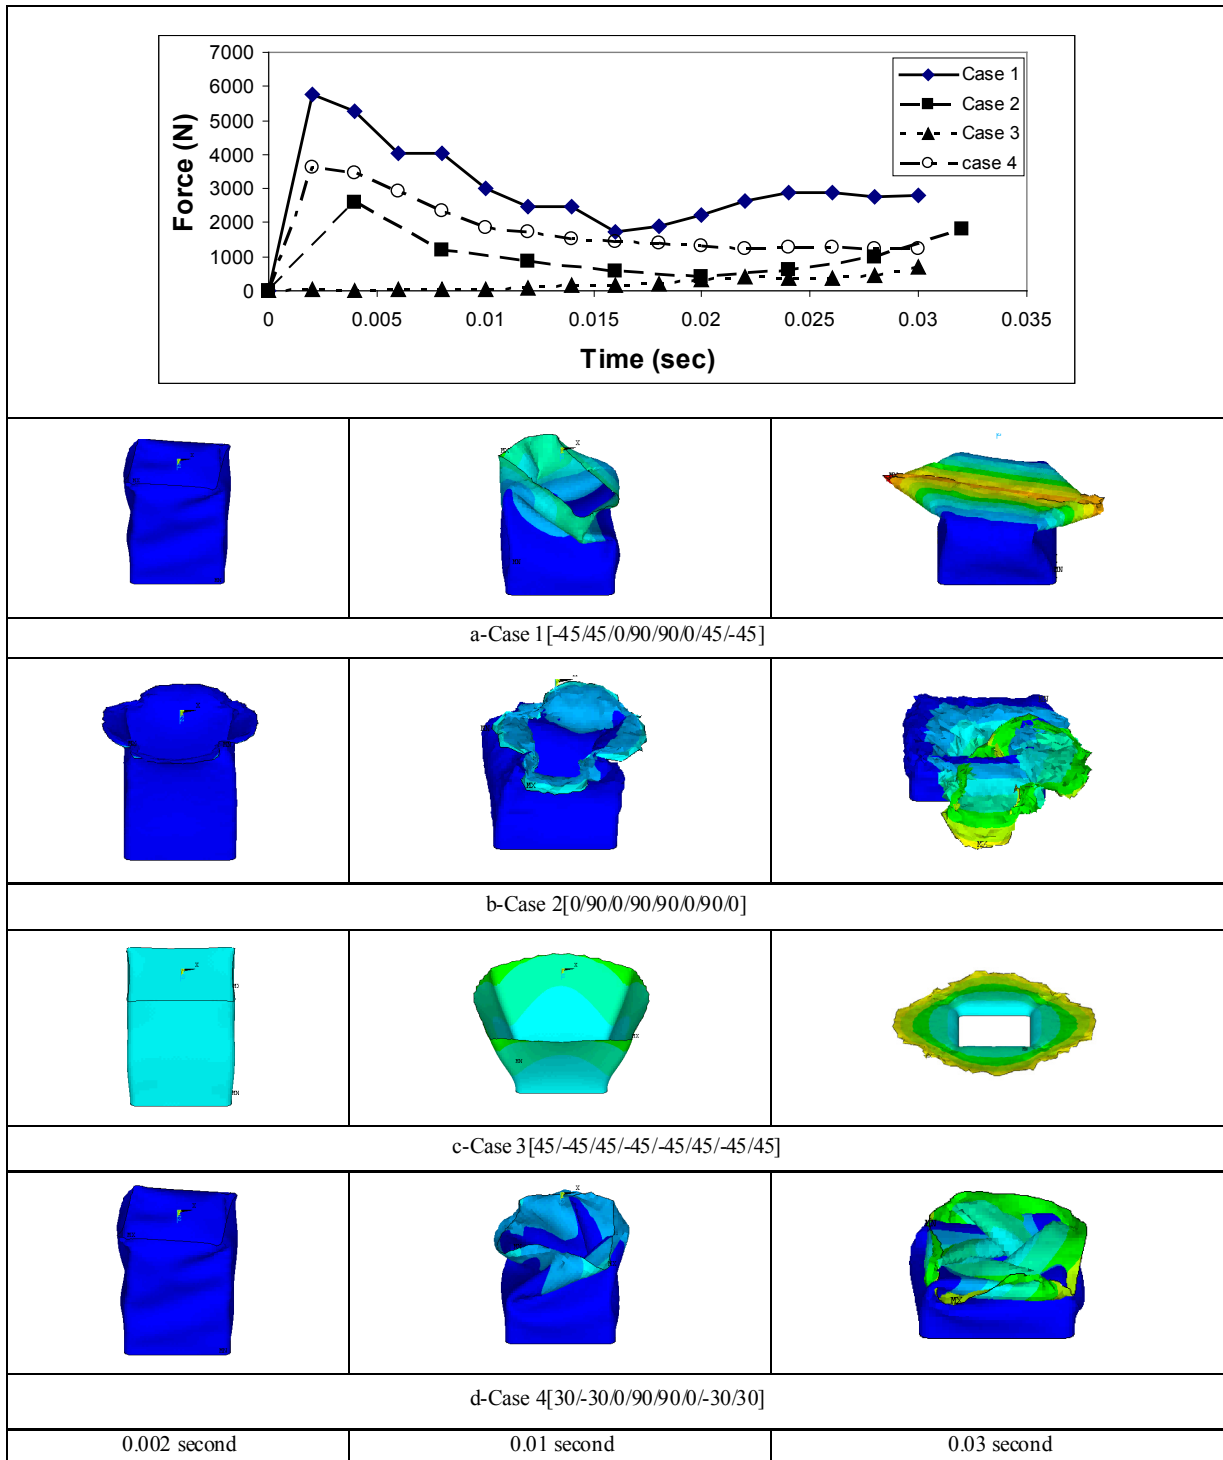 7000
6000
5000
4000
3000
2000
1000
0
Force (N)
0 0.005 0.01 0.015 0.02 0.025 0.03 0.035
Time (sec)
Case 1
Case 2
Case 3
case 4
a-Case 1[-45/45/0/90/90/0/45/-45]
b-Case 2[0/90/0/90/90/0/90/0]
c-Case 3[45/-45/45/-45/-45/45/-45/45]
d-Case 4[30/-30/0/90/90/0/-30/30]
0.002 second 0.01 second 0.03 second